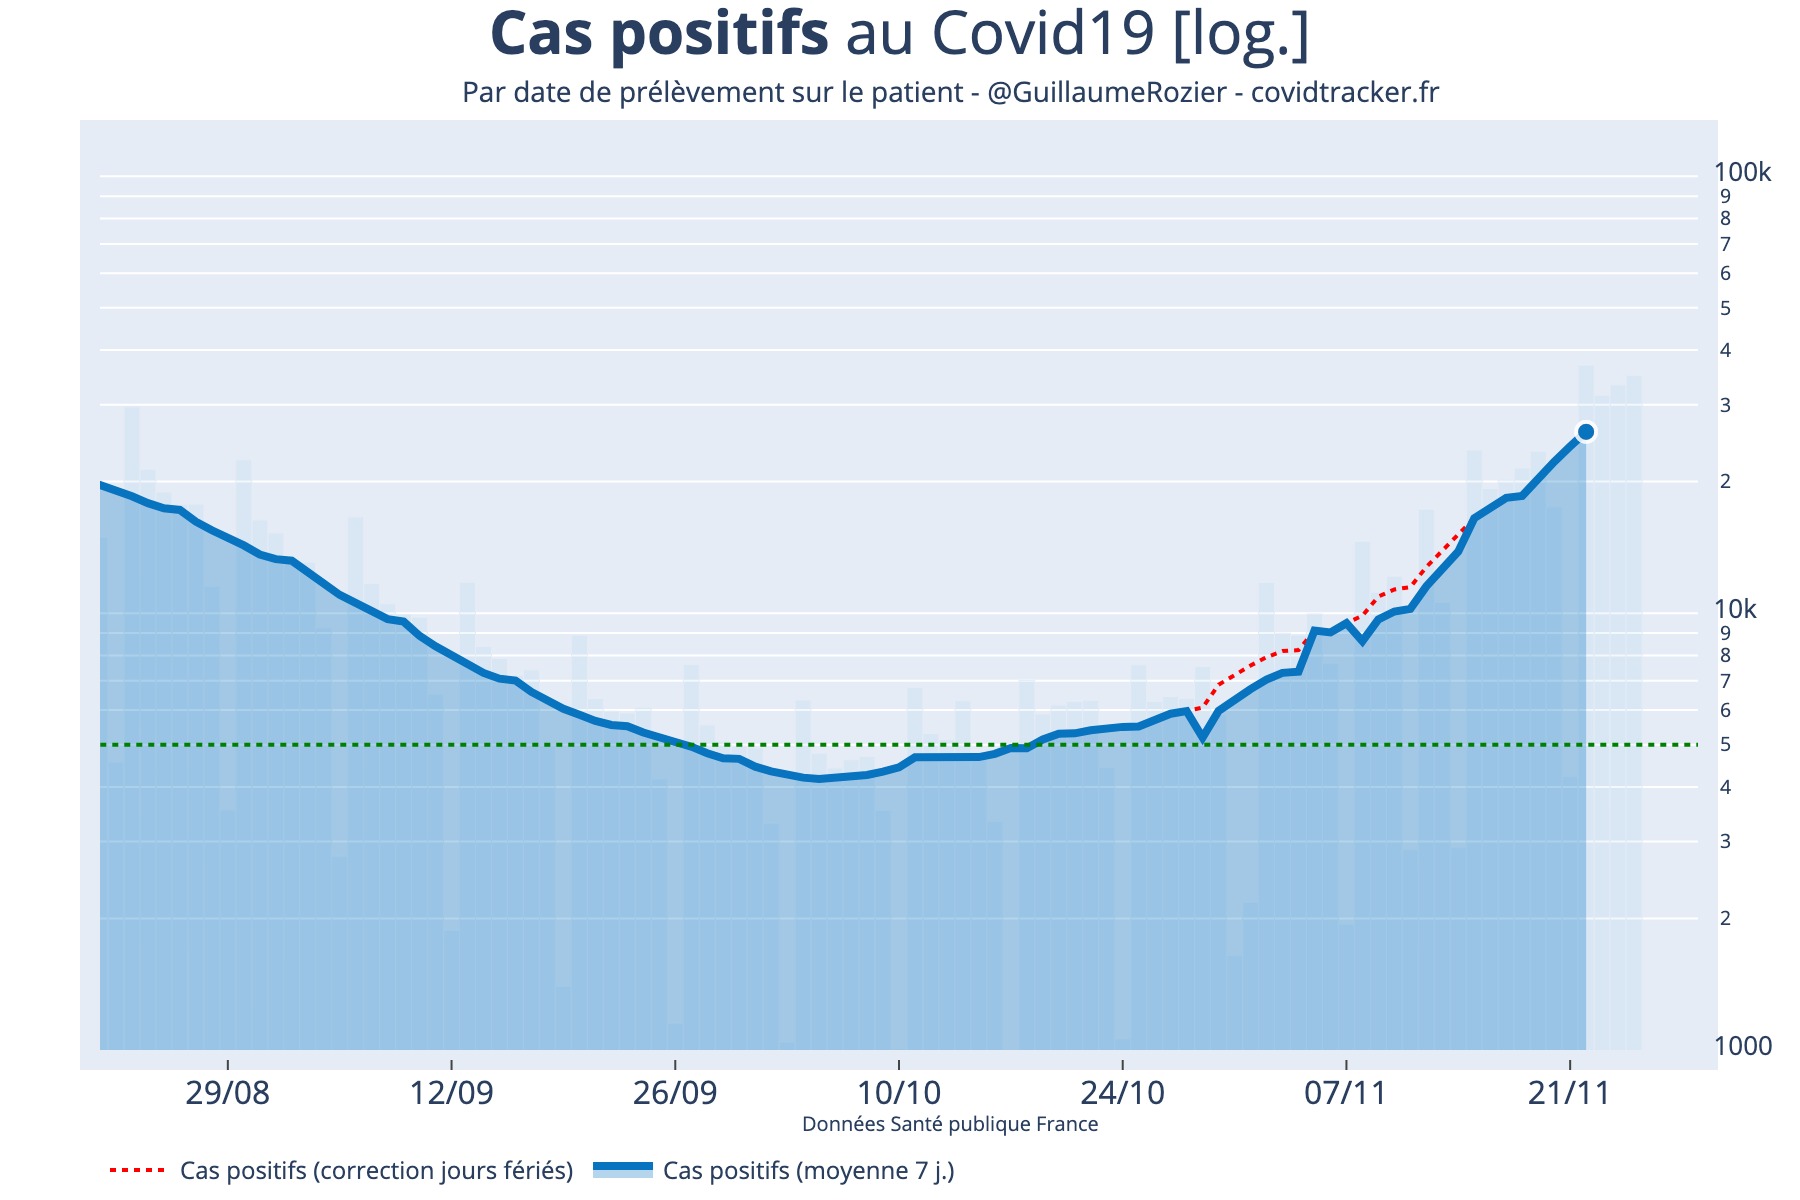 Cas positifs au Covid19 [log.]
Par date de prélèvement sur le patient - @GuillaumeRozier - covidtracker.fr
100k
9
8
7
6
5
4
3
2
10k
9
8
7
6
5
4
3
2
1000
29/08 12/09 26/09 10/10 24/10 07/11 21/11
Données Santé publique France
Cas positifs (correction jours fériés) Cas positifs (moyenne 7 j.)